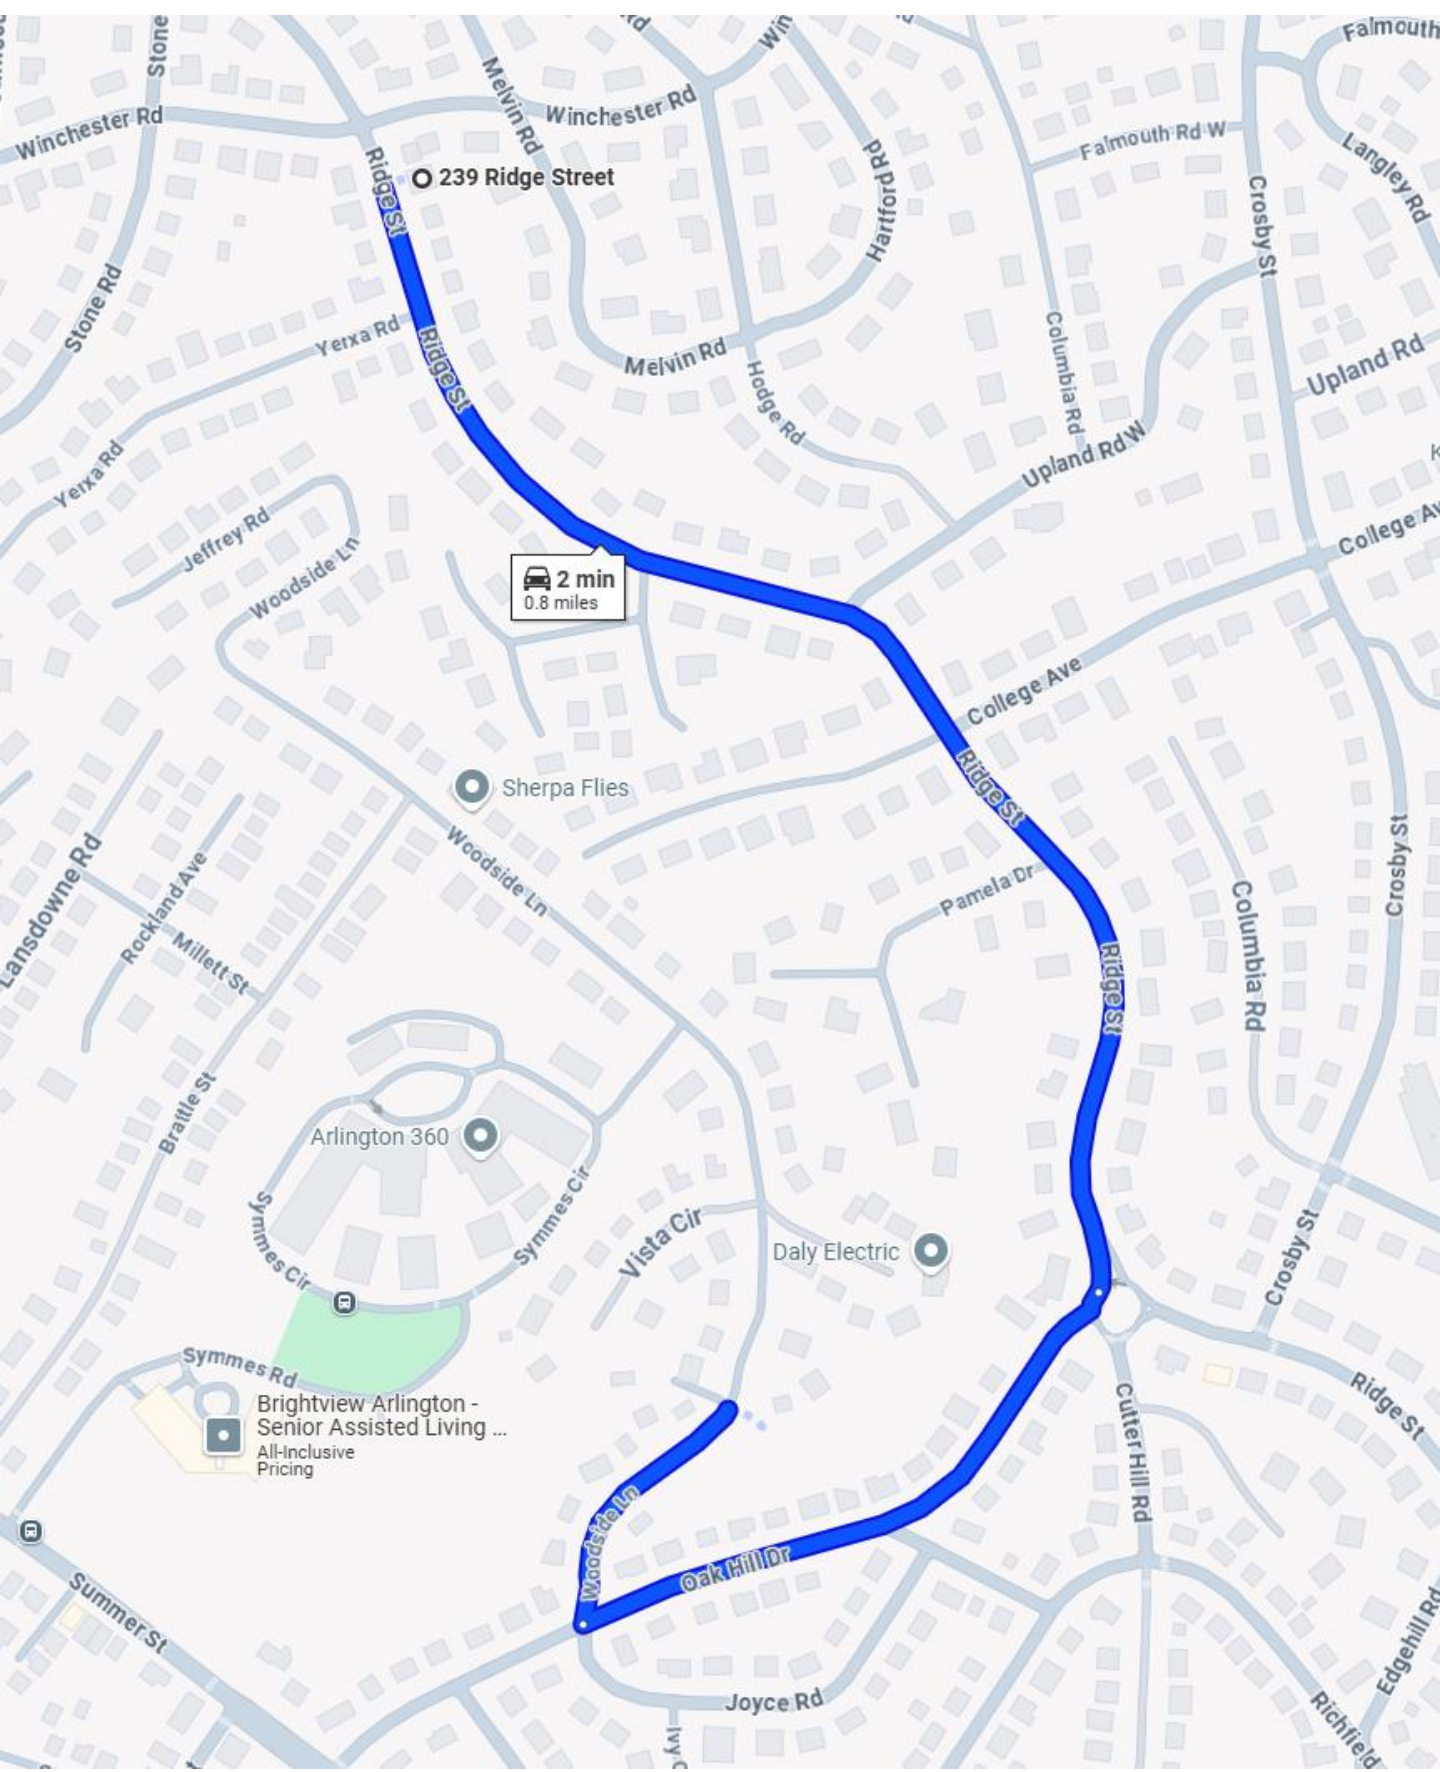 Falmouth
Stone
Melvin Rd
Winchester Rd
Winchester Rd
Win
Falmouth Rd W
Langley Rd
Hartford Rd
Ridge St
239 Ridge Street
Crosby St
Stone Rd
Yerxa Rd
Ridge St
Melvin Rd
Columbia Rd
Upland Rd
Hodge Rd
Upland Rd W
Yerxa Rd
Jeffrey Rd
Woodside Ln
College Av
2 min
0.8 miles
College Ave
Ridge St
Sherpa Flies
Woodside Ln
Crosby St
Pamela Dr
Lansdowne Rd
Rockland Ave
Millett St
Columbia Rd
Ridge St
Brattle St
Arlington 360
Symmes Cir
Symmes Cir
Vista Cir
Daly Electric
Crosby St
Symmes Rd
Brightview Arlington -
Senior Assisted Living ...
All-Inclusive
Pricing
Ridge St
Cutter Hill Rd
Woodside Ln
Oak Hill Dr
Summer St
Edgehill Rd
Joyce Rd
Richfield
Ivy C